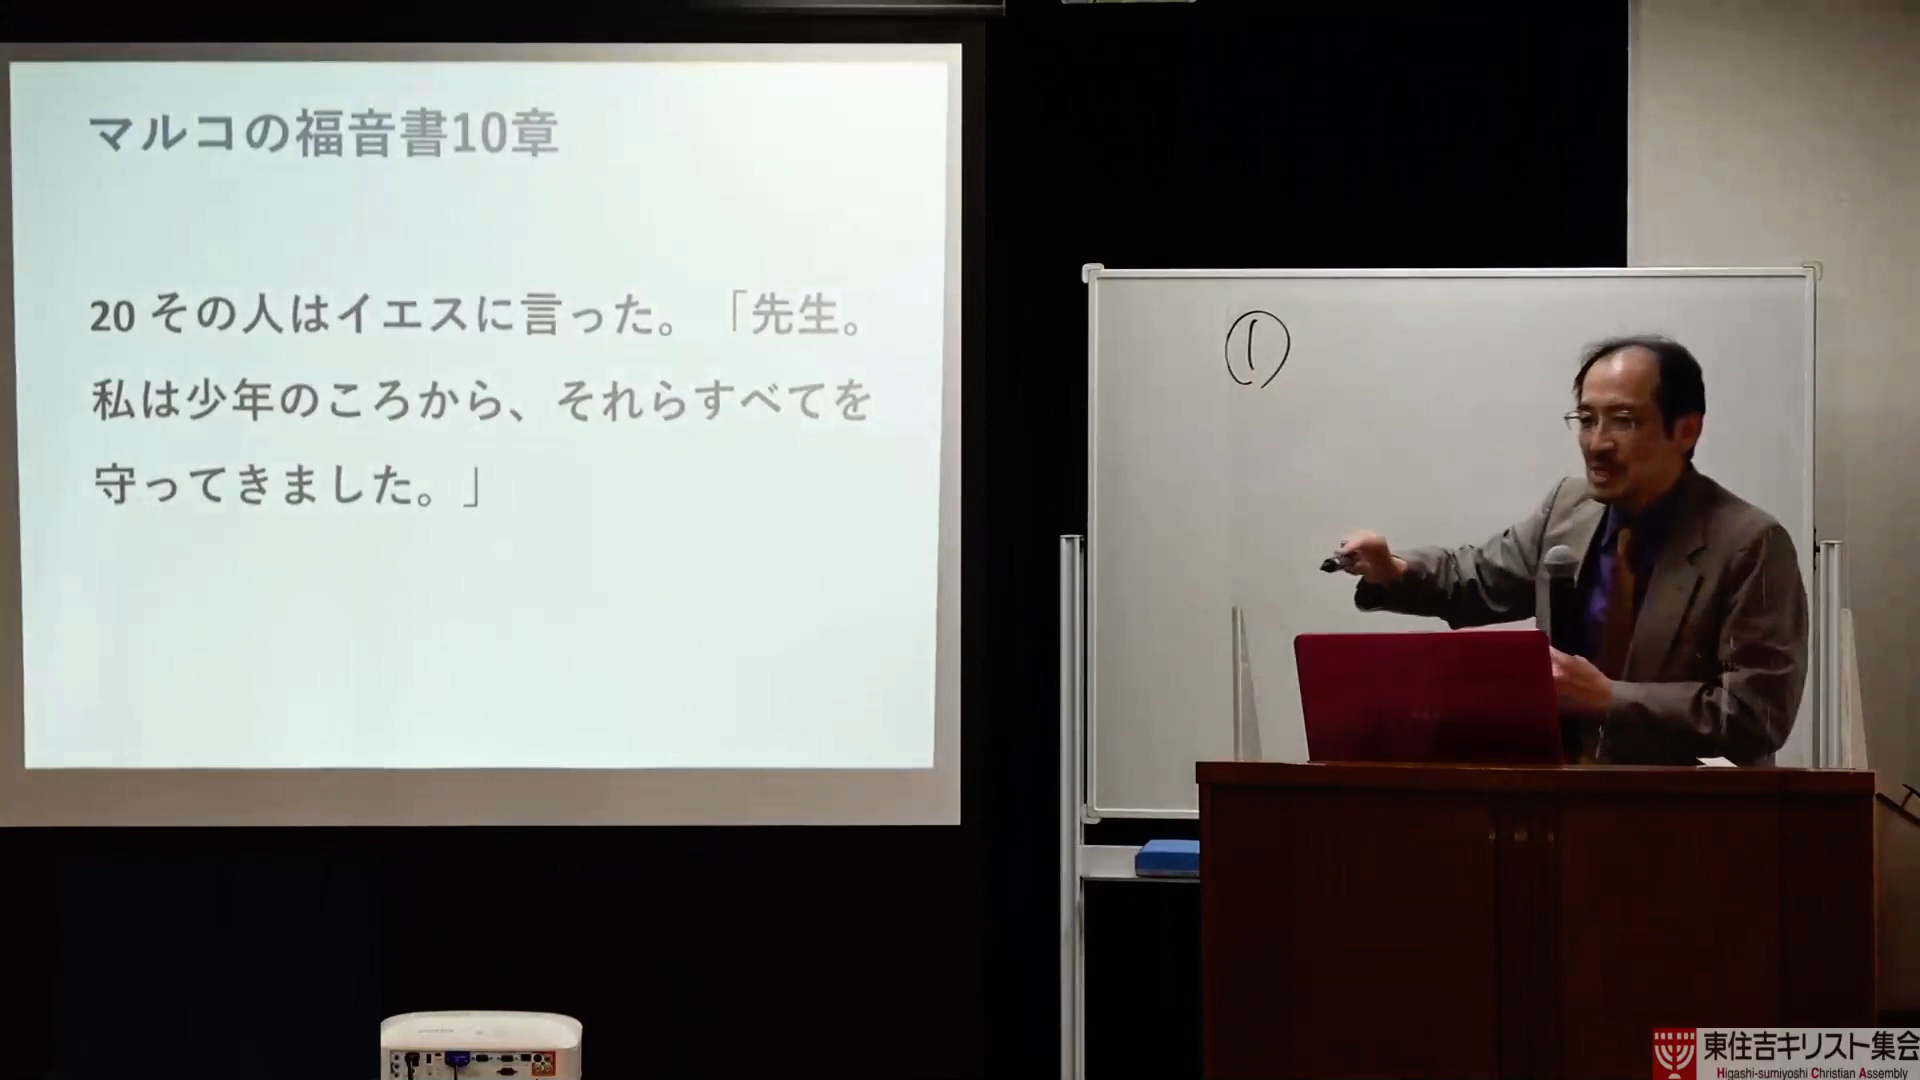 マルコの福音書10章
20 その人はイエスに言った。「先生。
私は少年のころから、それらすべてを
守ってきました。」
①
東住吉キリスト集会
Higashi-sumiyoshi Christian Assembly